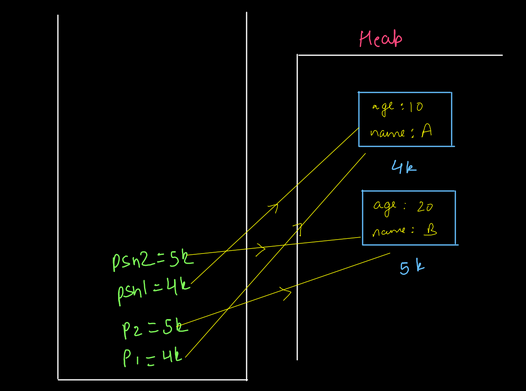 Heap
age : 10
name : A
4k
age : 20
name : B
5k
psn2 = 5k
psn1 = 4k
P2 = 5k
P1 = 4k